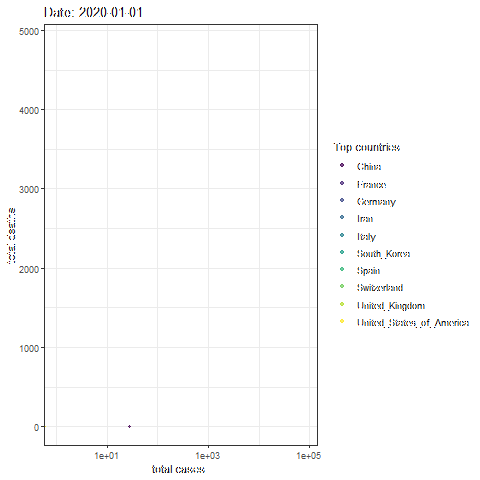 Date: 2020-01-01
5000
4000
3000
2000
1000
0
total deaths
1e+01
1e+03
1e+05
total cases
Top countries
China
France
Germany
Iran
Italy
South_Korea
Spain
Switzerland
United_Kingdom
United_States_of_America